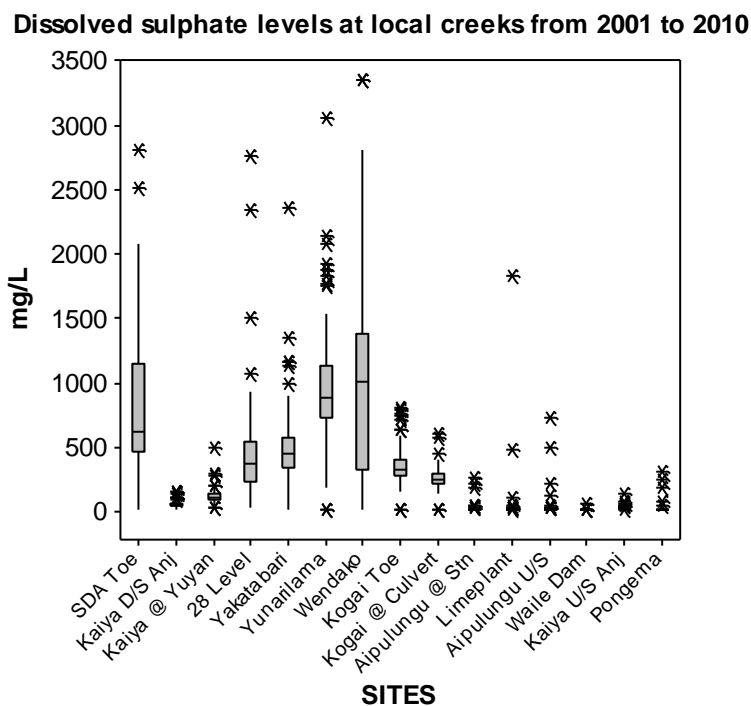 Dissolved sulphate levels at local creeks from 2001 to 2010
3500
3000
2500
2000
1500
1000
500
0
mg/L
SDA Toe
Kaiya D/S Anj
Kaiya @ Yuyan
28 Level
Yakatabari
Yunarilama
Wendako
Kogai Toe
Kogai @ Culvert
Aipulungu @ Stn
Limeplant
Aipulungu U/S
Waile Dam
Kaiya U/S Anj
Pongema
SITES